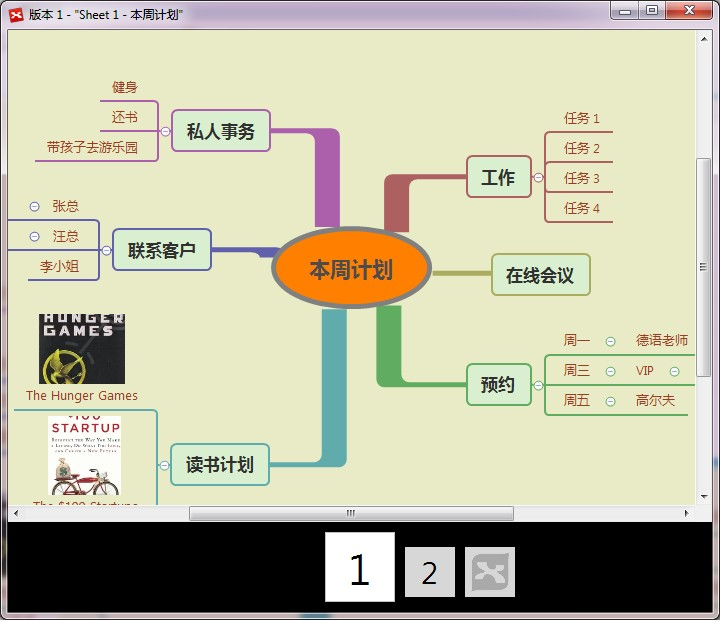 版本 1 - "Sheet 1 - 本周计划"
健身
还书
带孩子去游乐园
私人事务
张总
汪总
李小姐
联系客户
HUNGER
GAMES
The Hunger Games
$100
STARTUP
The $100 Startups
读书计划
本周计划
工作
任务 1
任务 2
任务 3
任务 4
在线会议
预约
周一
德语老师
周三
VIP
周五
高尔夫
1
2